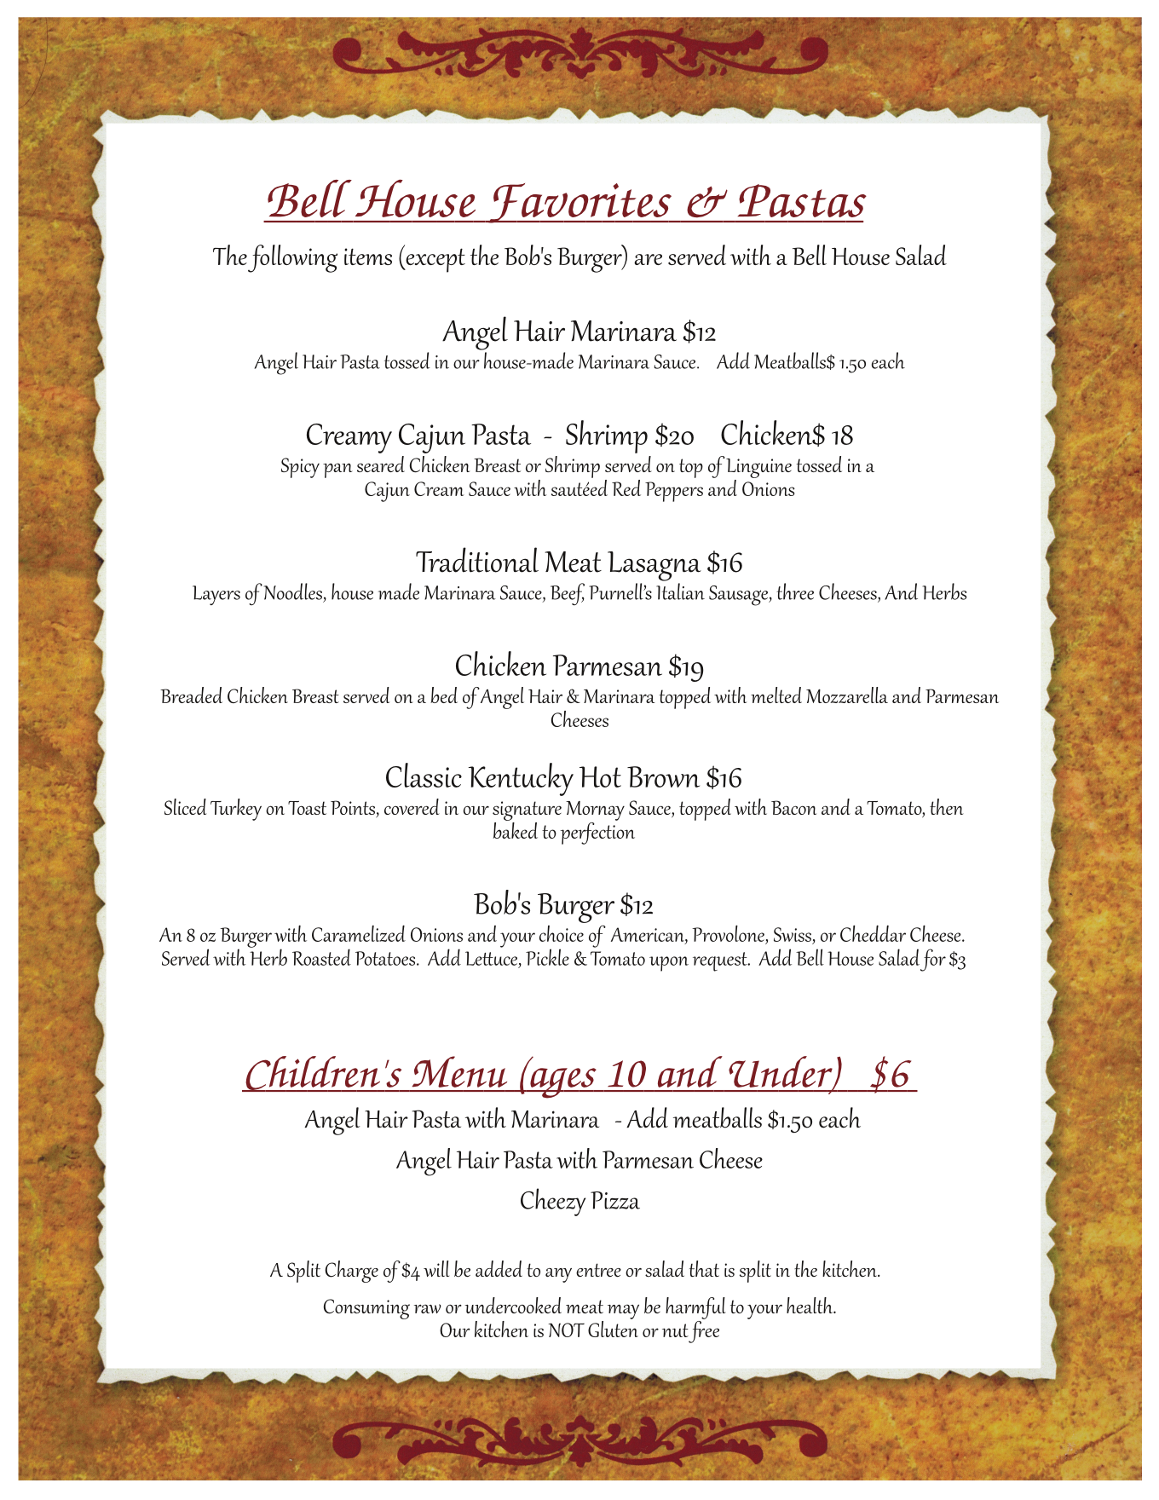 Bell House Favorites & Pastas
The following items (except the Bob's Burger) are served with a Bell House Salad
Angel Hair Marinara $12
Angel Hair Pasta tossed in our house-made Marinara Sauce. Add Meatballs$ 1.50 each
Creamy Cajun Pasta - Shrimp $20 Chicken$ 18
Spicy pan seared Chicken Breast or Shrimp served on top of Linguine tossed in a
Cajun Cream Sauce with sautéed Red Peppers and Onions
Traditional Meat Lasagna $16
Layers of Noodles, house made Marinara Sauce, Beef, Purnell’s Italian Sausage, three Cheeses, And Herbs
Chicken Parmesan $19
Breaded Chicken Breast served on a bed of Angel Hair & Marinara topped with melted Mozzarella and Parmesan
Cheeses
Classic Kentucky Hot Brown $16
Sliced Turkey on Toast Points, covered in our signature Mornay Sauce, topped with Bacon and a Tomato, then
baked to perfection
Bob's Burger $12
An 8 oz Burger with Caramelized Onions and your choice of American, Provolone, Swiss, or Cheddar Cheese.
Served with Herb Roasted Potatoes. Add Lettuce, Pickle & Tomato upon request. Add Bell House Salad for $3
Children's Menu (ages 10 and Under) $6
Angel Hair Pasta with Marinara - Add meatballs $1.50 each
Angel Hair Pasta with Parmesan Cheese
Cheezy Pizza
A Split Charge of $4 will be added to any entree or salad that is split in the kitchen.
Consuming raw or undercooked meat may be harmful to your health.
Our kitchen is NOT Gluten or nut free